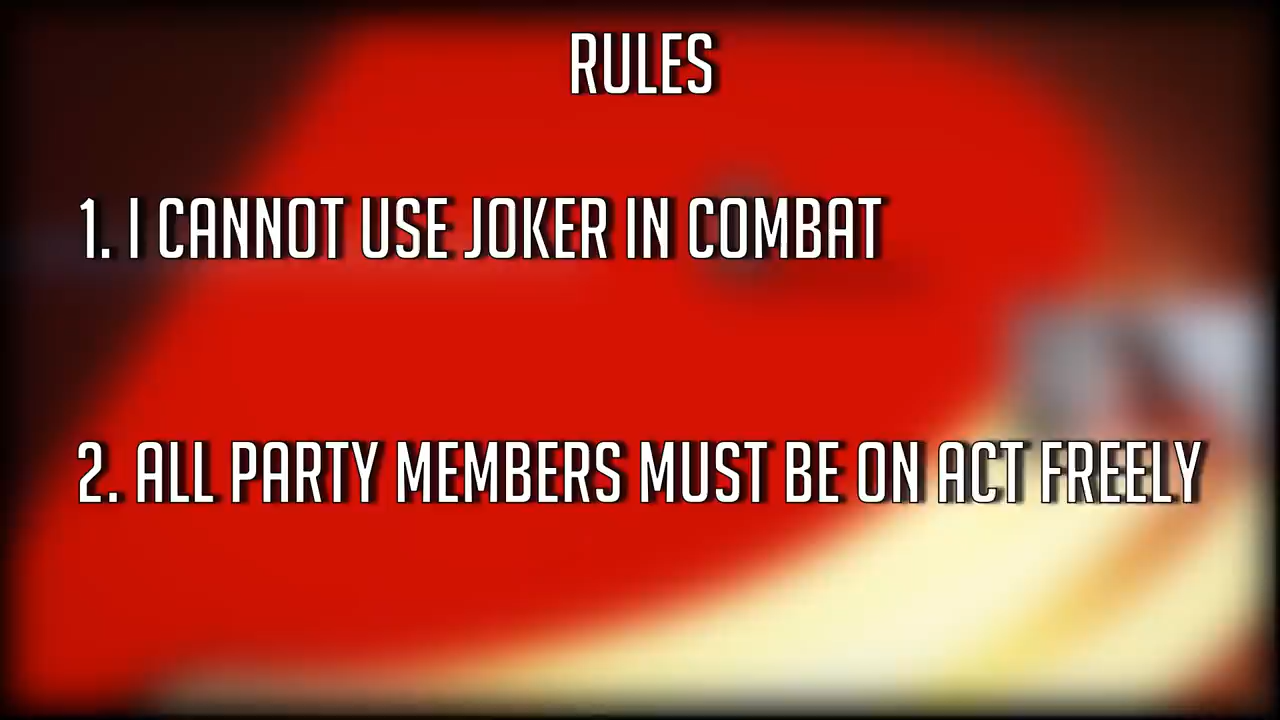 RULES
1. I CANNOT USE JOKER IN COMBAT
2. ALL PARTY MEMBERS MUST BE ON ACT FREELY